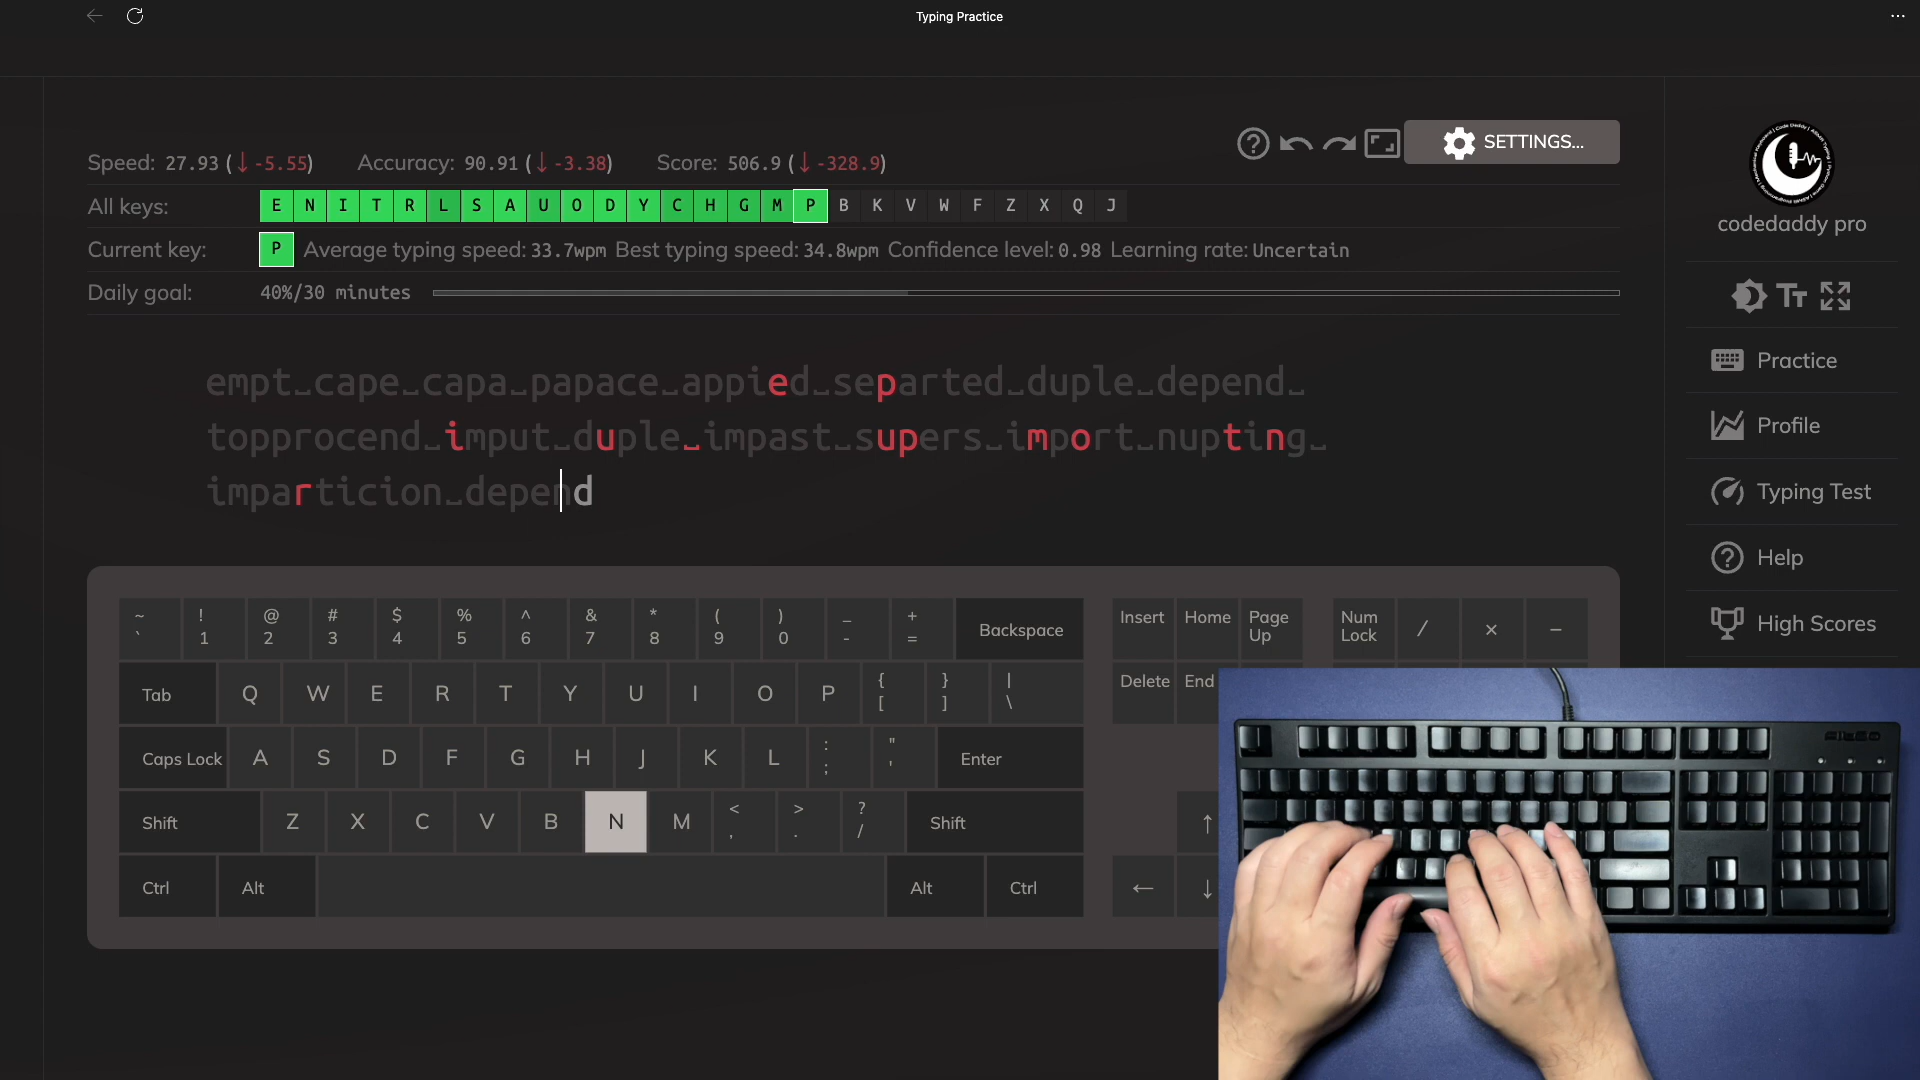 Typing Practice
SETTINGS...
Speed: 27.93 (↓-5.55) Accuracy: 90.91 (↓-3.38) Score: 506.9 (↓-328.9)
All keys: E N I T R L S A U O D Y C H G M P B K V W F Z X Q J
Current key: P Average typing speed: 33.7wpm Best typing speed: 34.8wpm Confidence level: 0.98 Learning rate: Uncertain
Daily goal: 40%/30 minutes
empt␣cape␣capa␣papace␣appied␣separted␣duple␣depend␣
topprocend␣imput␣duple␣impast␣supers␣import␣nupting␣
imparticion␣depend
codedaddy pro
Practice
Profile
Typing Test
Help
High Scores
~ ! @ # $ % ^ & * ( ) _ +
` 1 2 3 4 5 6 7 8 9 0 - = Backspace
Tab Q W E R T Y U I O P { [ } ] | \
Caps Lock A S D F G H J K L : ; " ' Enter
Shift Z X C V B N M < , > . ? / Shift
Ctrl Alt Alt Ctrl
Insert Home Page Up
Delete End
↑
← ↓
Num Lock / × −